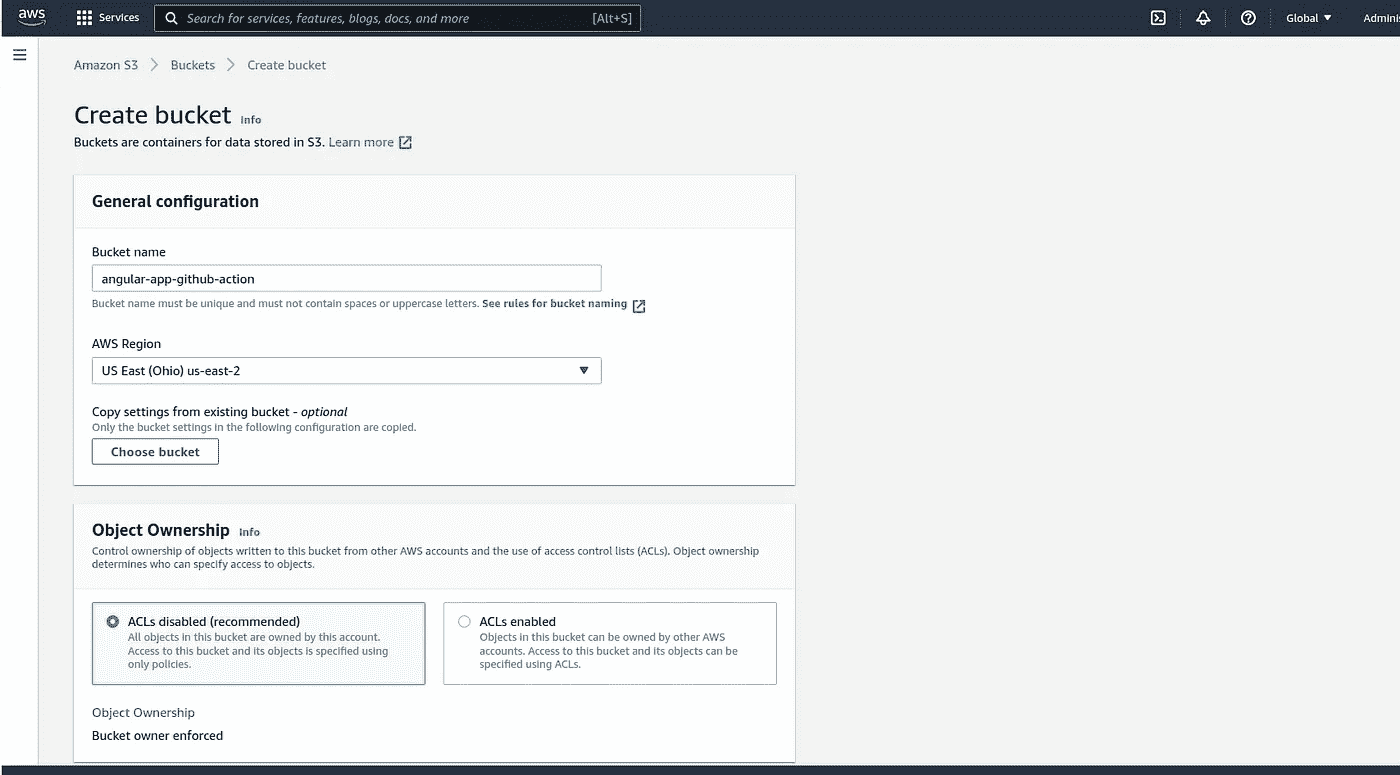 aws Services Search for services, features, blogs, docs, and more [Alt+S] Global
Amazon S3 Buckets Create bucket
Create bucket Info
Buckets are containers for data stored in S3. Learn more
General configuration
Bucket name
angular-app-github-action
Bucket name must be unique and must not contain spaces or uppercase letters. See rules for bucket naming
AWS Region
US East (Ohio) us-east-2
Copy settings from existing bucket - optional
Only the bucket settings in the following configuration are copied.
Choose bucket
Object Ownership Info
Control ownership of objects written to this bucket from other AWS accounts and the use of access control lists (ACLs). Object ownership
determines who can specify access to objects.
ACLs disabled (recommended)
All objects in this bucket are owned by this account.
Access to this bucket and its objects is specified using
only policies.
ACLs enabled
Objects in this bucket can be owned by other AWS
accounts. Access to this bucket and its objects can be
specified using ACLs.
Object Ownership
Bucket owner enforced